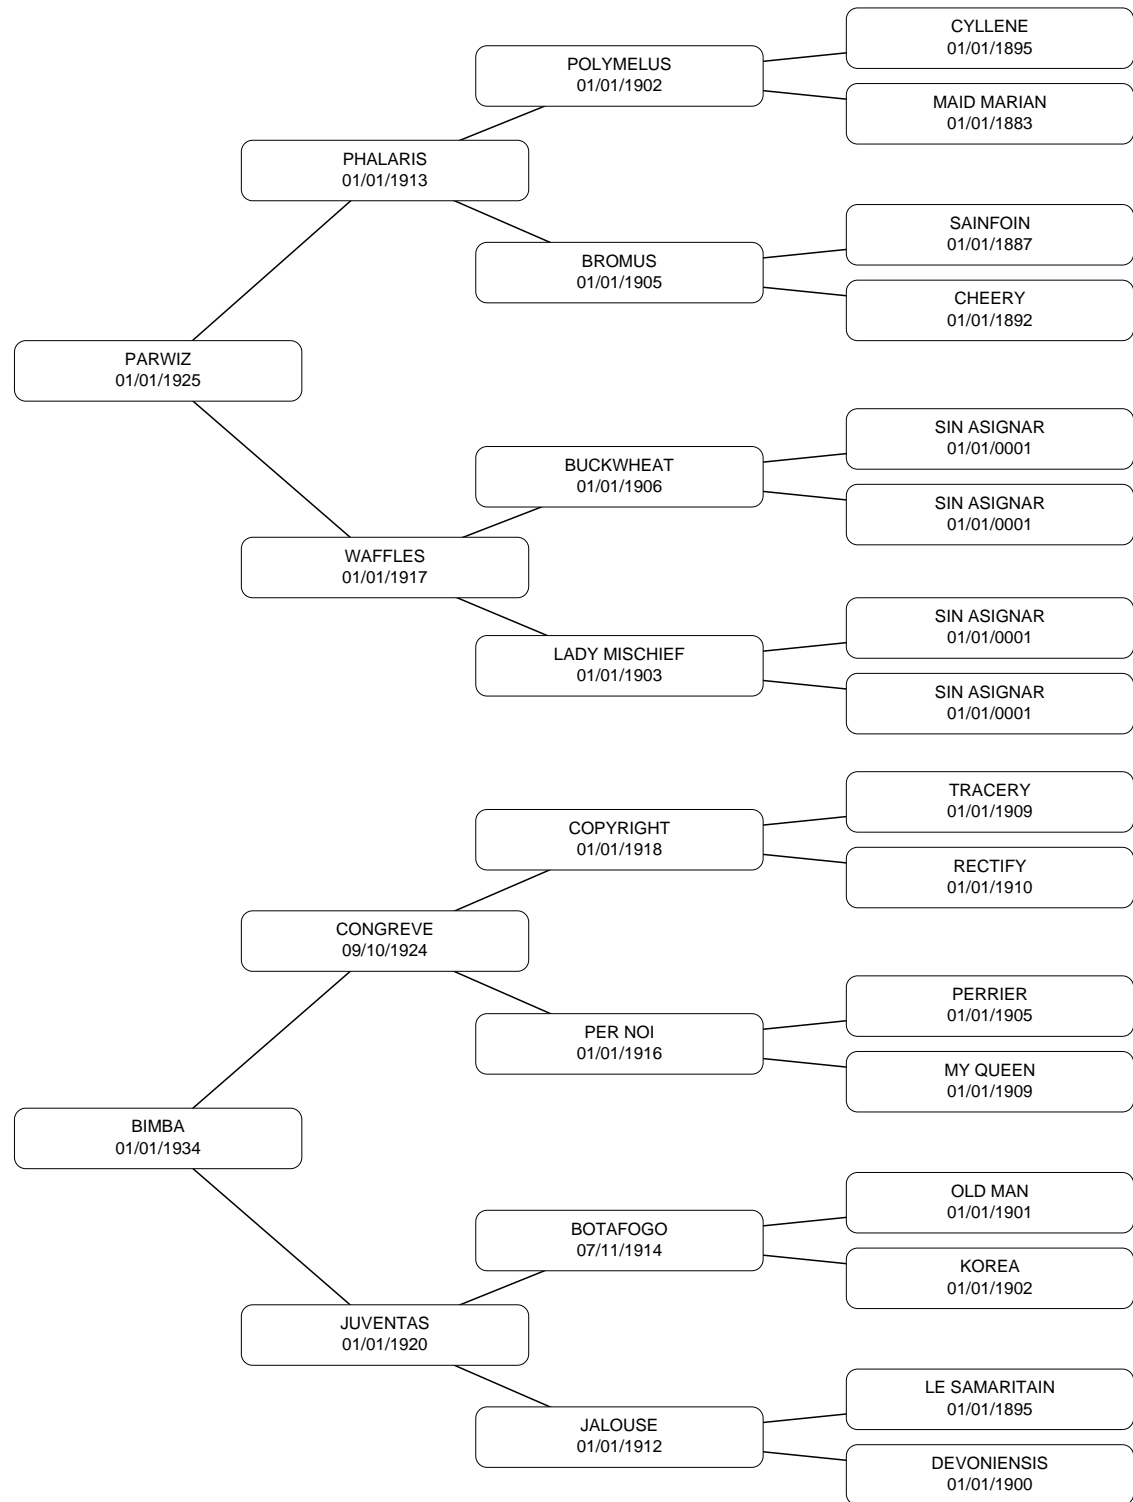 CYLLENE
01/01/1895
POLYMELUS
01/01/1902
MAID MARIAN
01/01/1883
PHALARIS
01/01/1913
SAINFOIN
01/01/1887
BROMUS
01/01/1905
CHEERY
01/01/1892
PARWIZ
01/01/1925
SIN ASIGNAR
01/01/0001
BUCKWHEAT
01/01/1906
SIN ASIGNAR
01/01/0001
WAFFLES
01/01/1917
SIN ASIGNAR
01/01/0001
LADY MISCHIEF
01/01/1903
SIN ASIGNAR
01/01/0001
TRACERY
01/01/1909
COPYRIGHT
01/01/1918
RECTIFY
01/01/1910
CONGREVE
09/10/1924
PERRIER
01/01/1905
PER NOI
01/01/1916
MY QUEEN
01/01/1909
BIMBA
01/01/1934
OLD MAN
01/01/1901
BOTAFOGO
07/11/1914
KOREA
01/01/1902
JUVENTAS
01/01/1920
LE SAMARITAIN
01/01/1895
JALOUSE
01/01/1912
DEVONIENSIS
01/01/1900